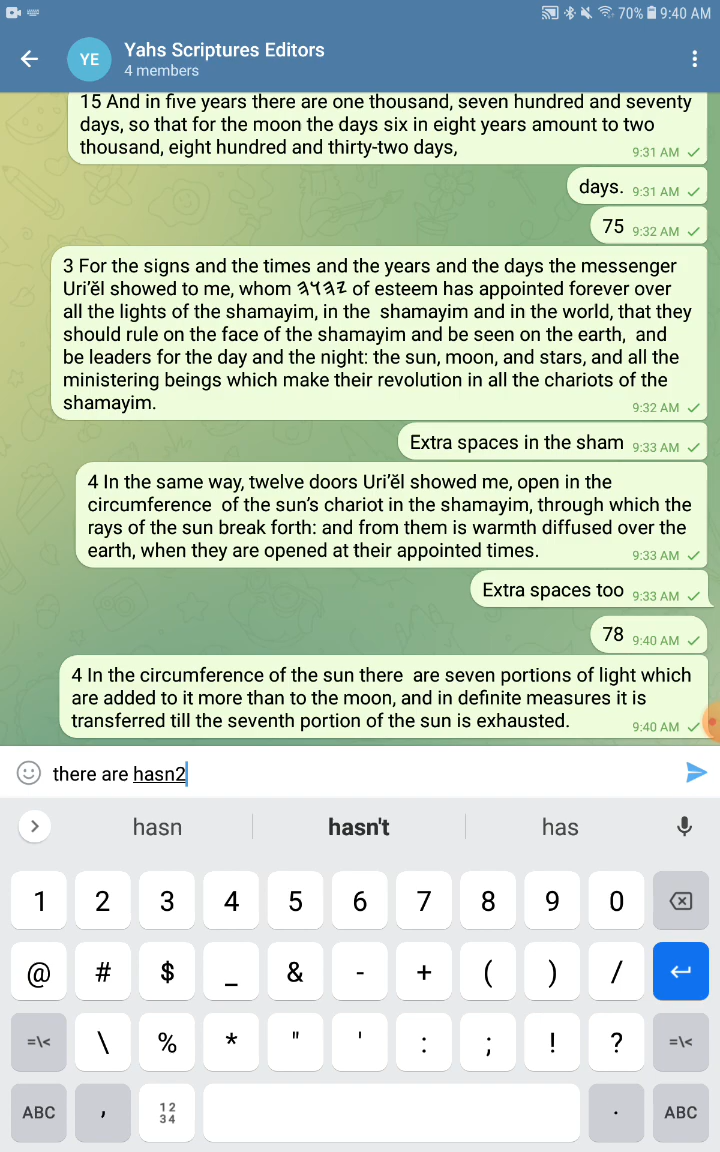 70% 9:40 AM
YE
Yahs Scriptures Editors
4 members
15 And in five years there are one thousand, seven hundred and seventy
days, so that for the moon the days six in eight years amount to two
thousand, eight hundred and thirty-two days,
9:31 AM
days. 9:31 AM
75 9:32 AM
3 For the signs and the times and the years and the days the messenger
Uri’ĕl showed to me, whom 𐤉𐤄𐤅𐤄 of esteem has appointed forever over
all the lights of the shamayim, in the  shamayim and in the world, that they
should rule on the face of the shamayim and be seen on the earth,  and
be leaders for the day and the night: the sun, moon, and stars, and all the
ministering beings which make their revolution in all the chariots of the
shamayim.
9:32 AM
Extra spaces in the sham 9:33 AM
4 In the same way, twelve doors Uri’ĕl showed me, open in the
circumference  of the sun’s chariot in the shamayim, through which the
rays of the sun break forth: and from them is warmth diffused over the
earth, when they are opened at their appointed times.
9:33 AM
Extra spaces too 9:33 AM
78 9:40 AM
4 In the circumference of the sun there  are seven portions of light which
are added to it more than to the moon, and in definite measures it is
transferred till the seventh portion of the sun is exhausted.
9:40 AM
there are hasn2
hasn hasn't has
1 2 3 4 5 6 7 8 9 0
@ # $ _ & - + ( ) /
=\< \ % * " ' : ; ! ? =\<
ABC , 12 . ABC
34